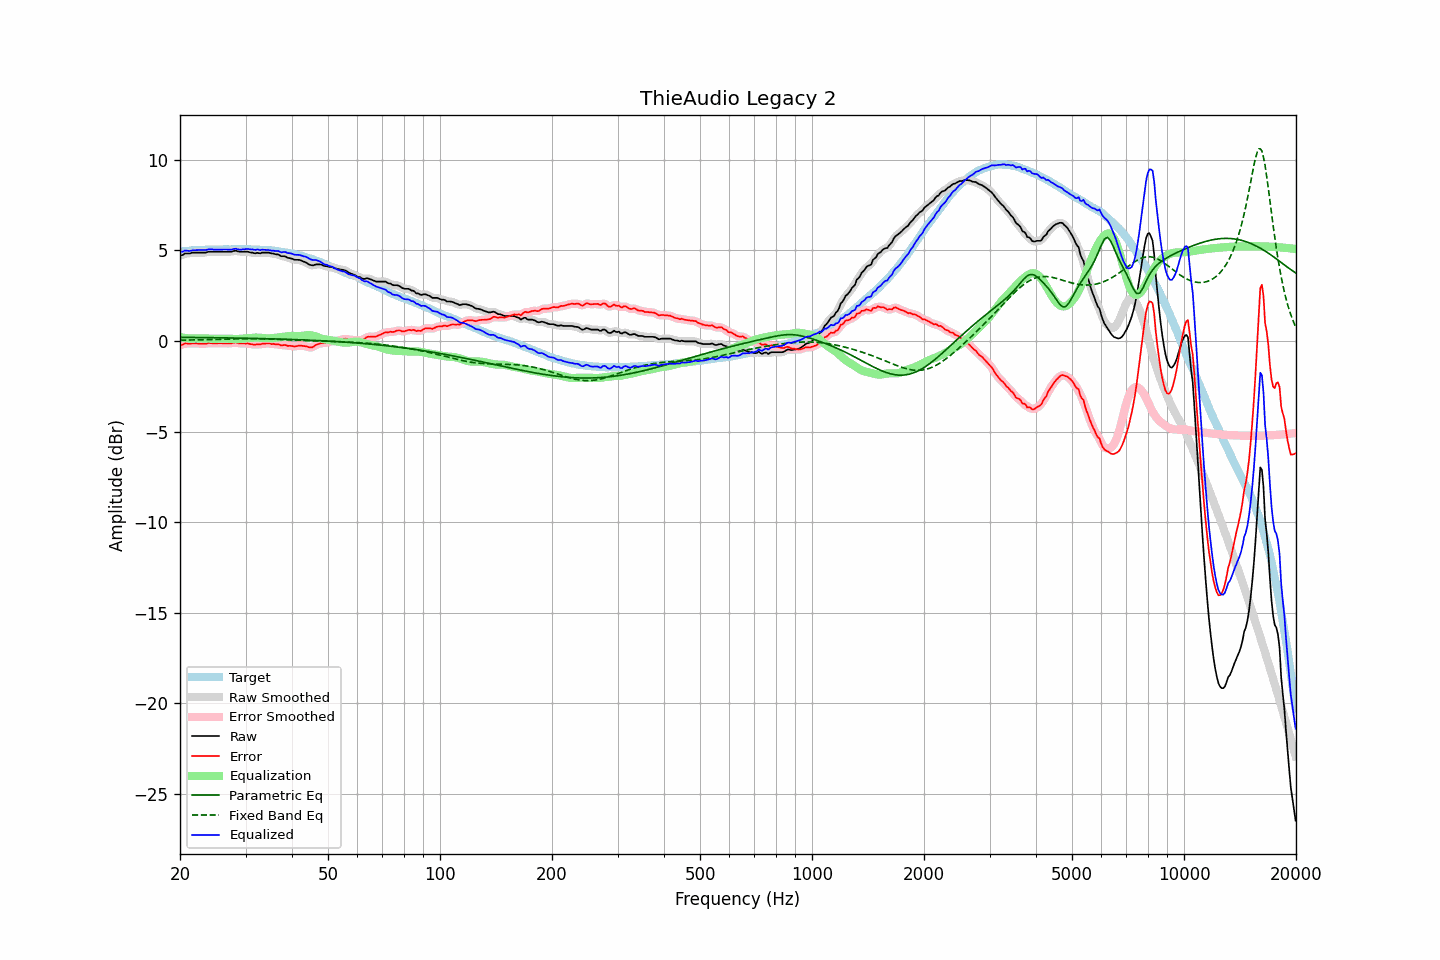 ThieAudio Legacy 2
Amplitude (dBr)
10
5
0
−5
−10
−15
−20
−25
Target
Raw Smoothed
Error Smoothed
Raw
Error
Equalization
Parametric Eq
Fixed Band Eq
Equalized
20 50 100 200 500 1000 2000 5000 10000 20000
Frequency (Hz)